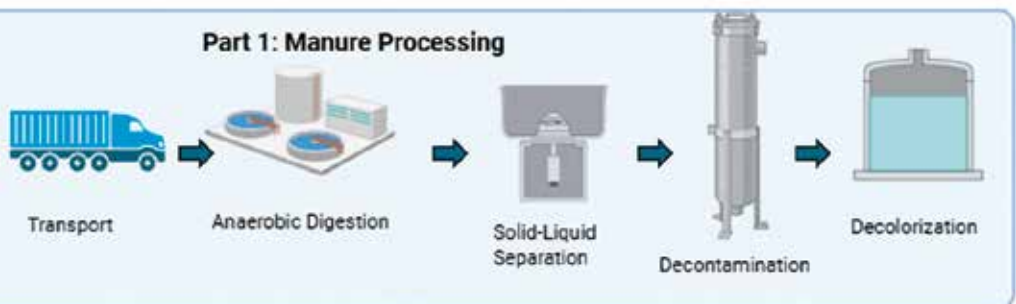 Part 1: Manure Processing
Transport
Anaerobic Digestion
Solid-Liquid
Separation
Decontamination
Decolorization